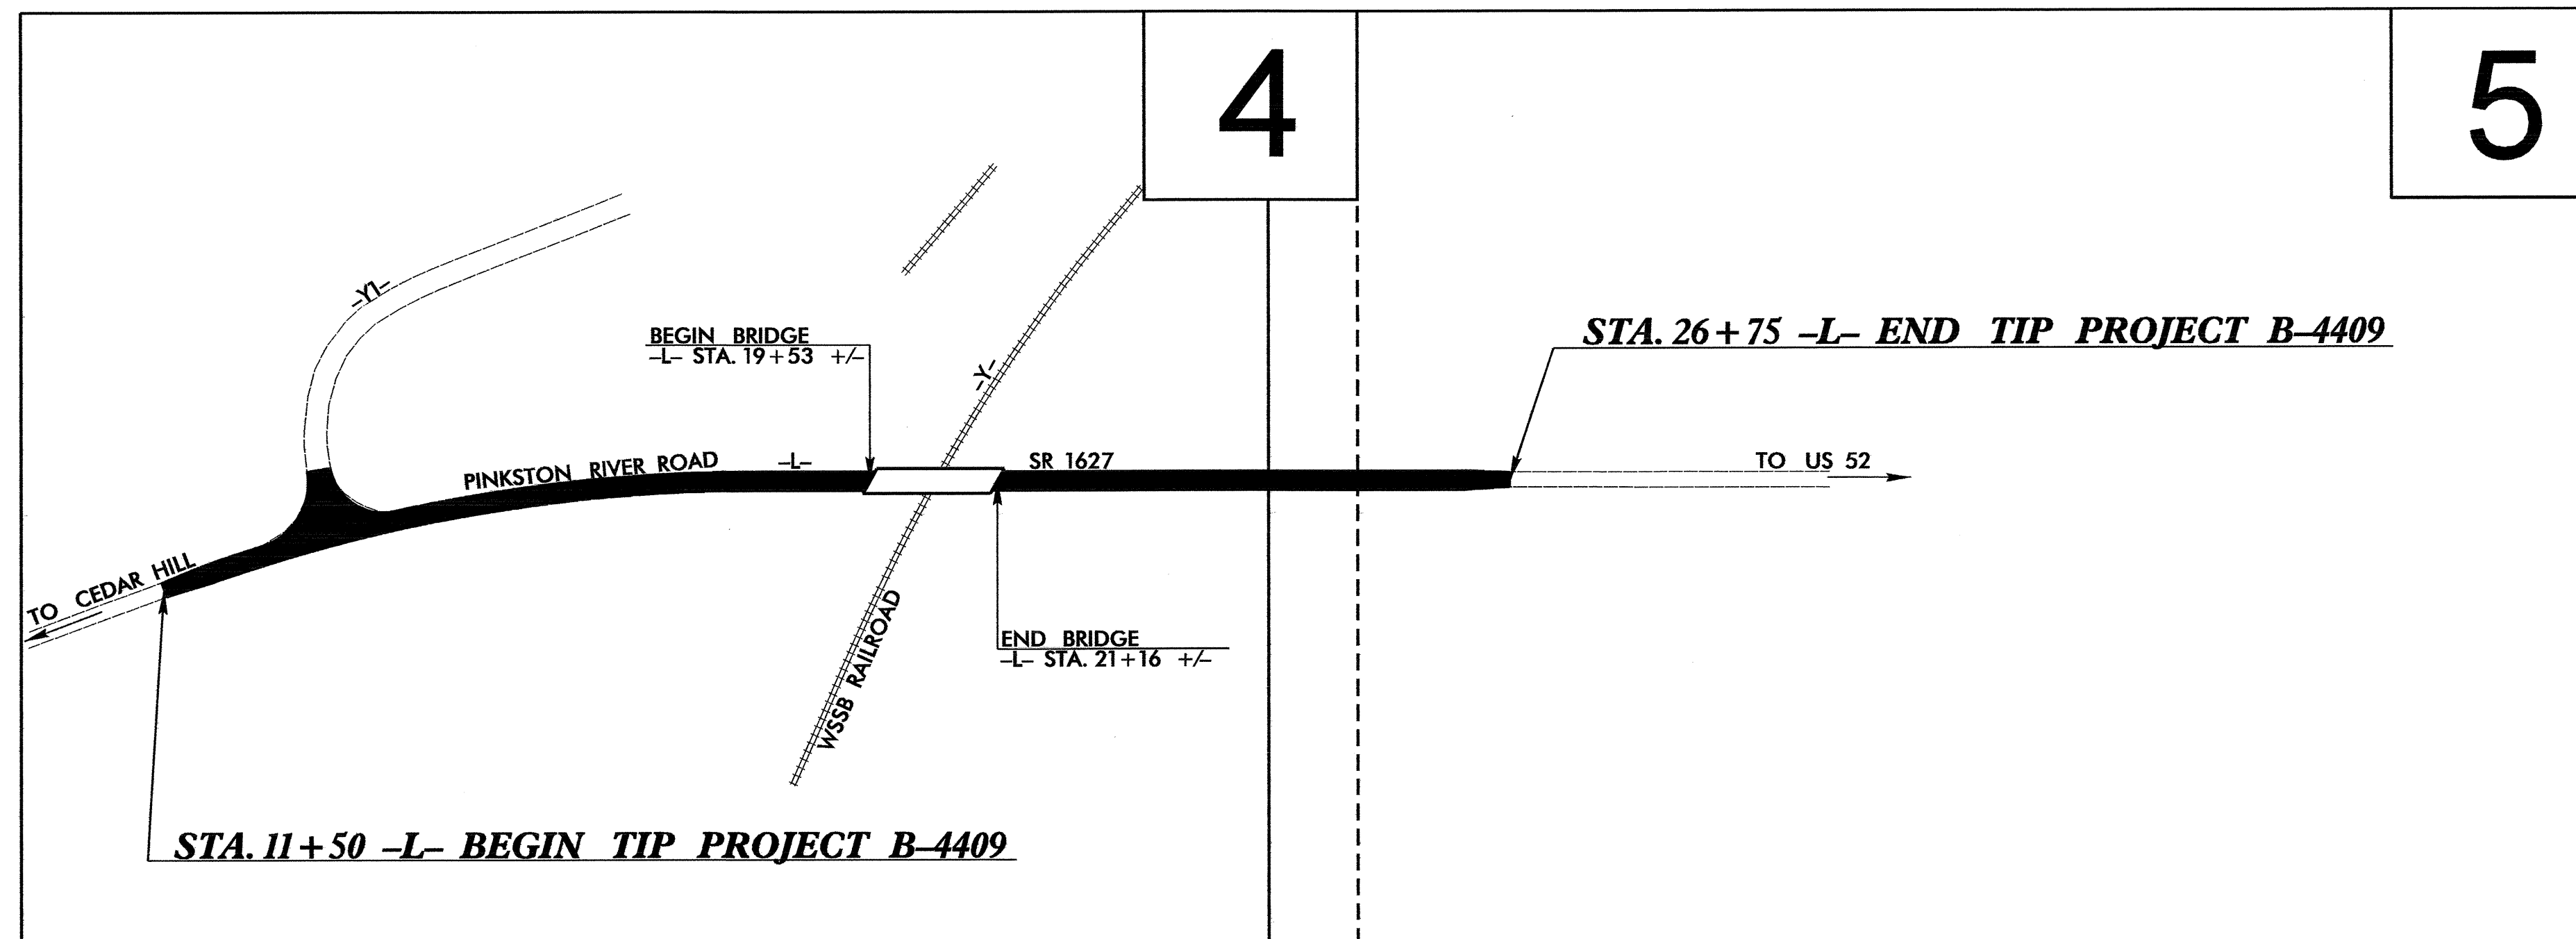 4
5
-Y1-
BEGIN BRIDGE
-L- STA. 19+53 +/-
-Y-
STA. 26+75 -L- END TIP PROJECT B-4409
PINKSTON RIVER ROAD -L-
SR 1627
TO US 52
TO CEDAR HILL
WSSB RAILROAD
END BRIDGE
-L- STA. 21+16 +/-
STA. 11+50 -L- BEGIN TIP PROJECT B-4409